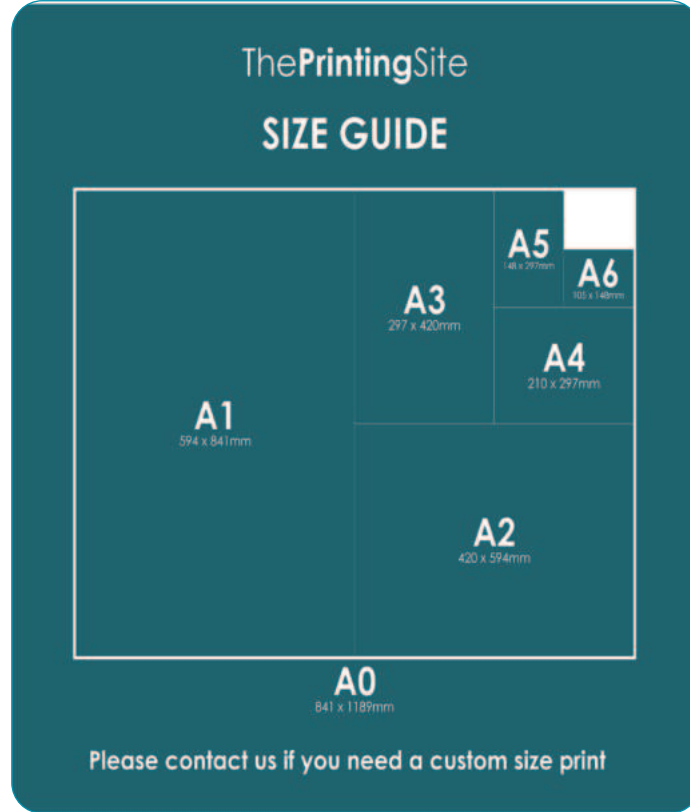 ThePrintingSite
SIZE GUIDE
A1
594 x 841mm
A3
297 x 420mm
A5
148 x 297mm
A6
105 x 148mm
A4
210 x 297mm
A2
420 x 594mm
A0
841 x 1189mm
Please contact us if you need a custom size print